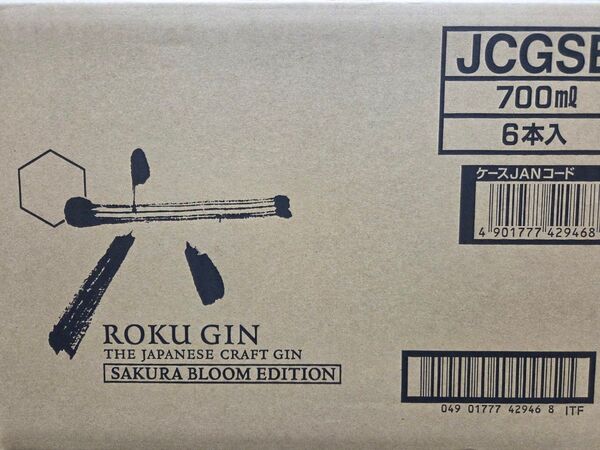 JCGSE
700ml
6本入
ケースJANコード
4 901777 429468
六
ROKU GIN
THE JAPANESE CRAFT GIN
SAKURA BLOOM EDITION
049 01777 42946 8 ITF